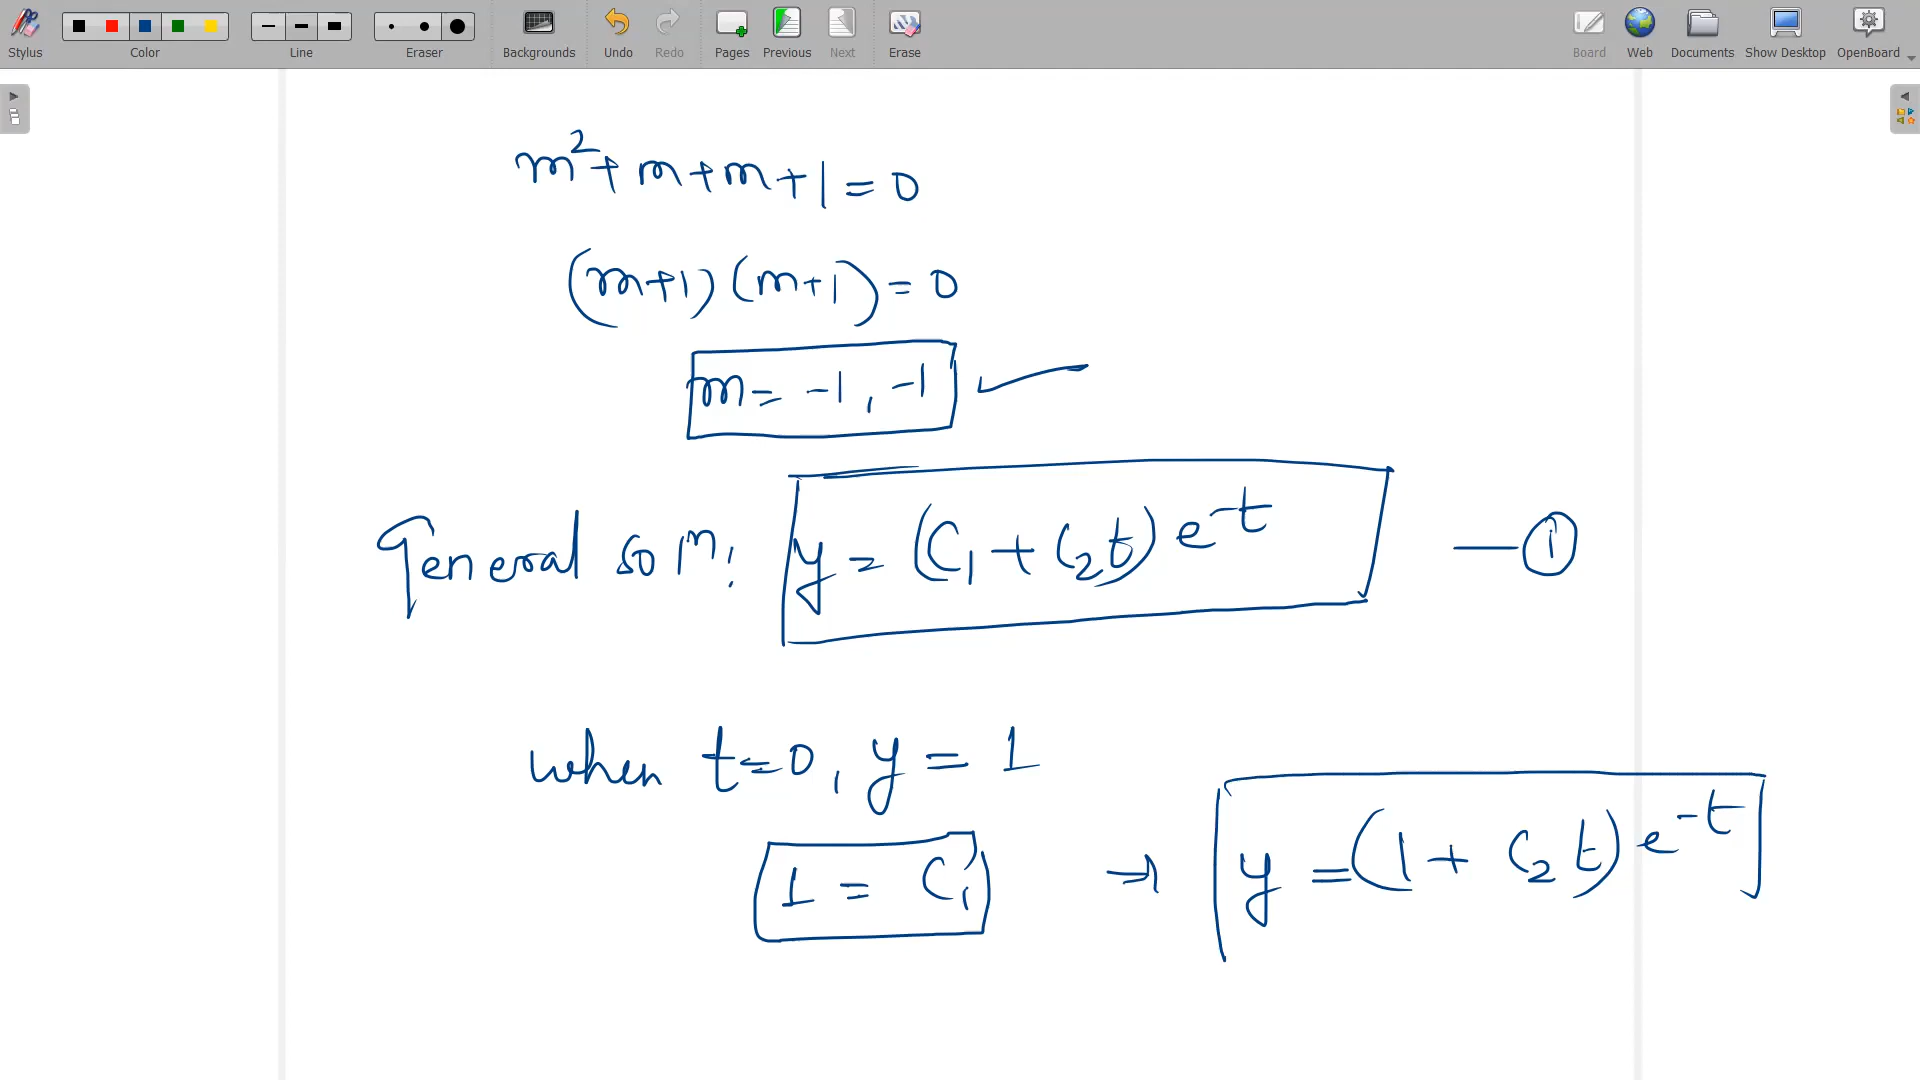 Stylus Color Line Eraser Backgrounds Undo Redo Pages Previous Next Erase Board Web Documents Show Desktop OpenBoard
m² + m + m + 1 = 0
(m+1) (m+1) = 0
m = -1, -1
General solⁿ: y = (C₁ + C₂t) e^-t — ①
when t=0, y = 1
1 = C₁ → y = (1 + C₂ t) e^-t